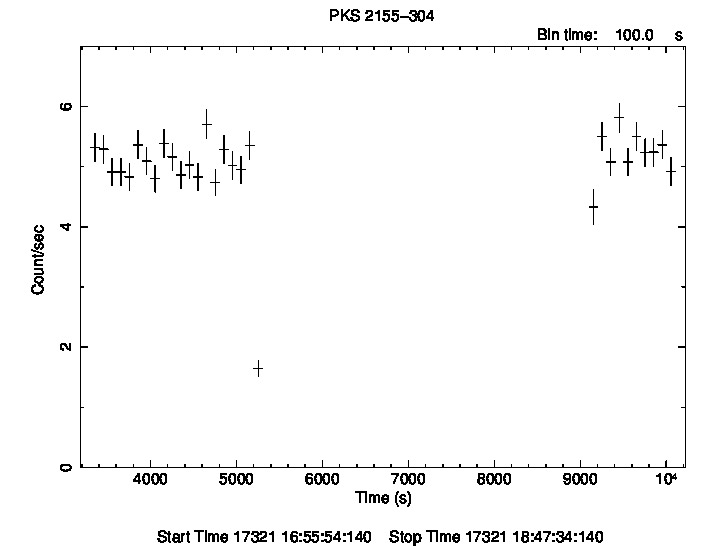 PKS 2155-304
Bin time: 100.0 s
6
4
2
0
Count/sec
4000 5000 6000 7000 8000 9000 10⁴
Time (s)
Start Time 17321 16:55:54:140 Stop Time 17321 18:47:34:140